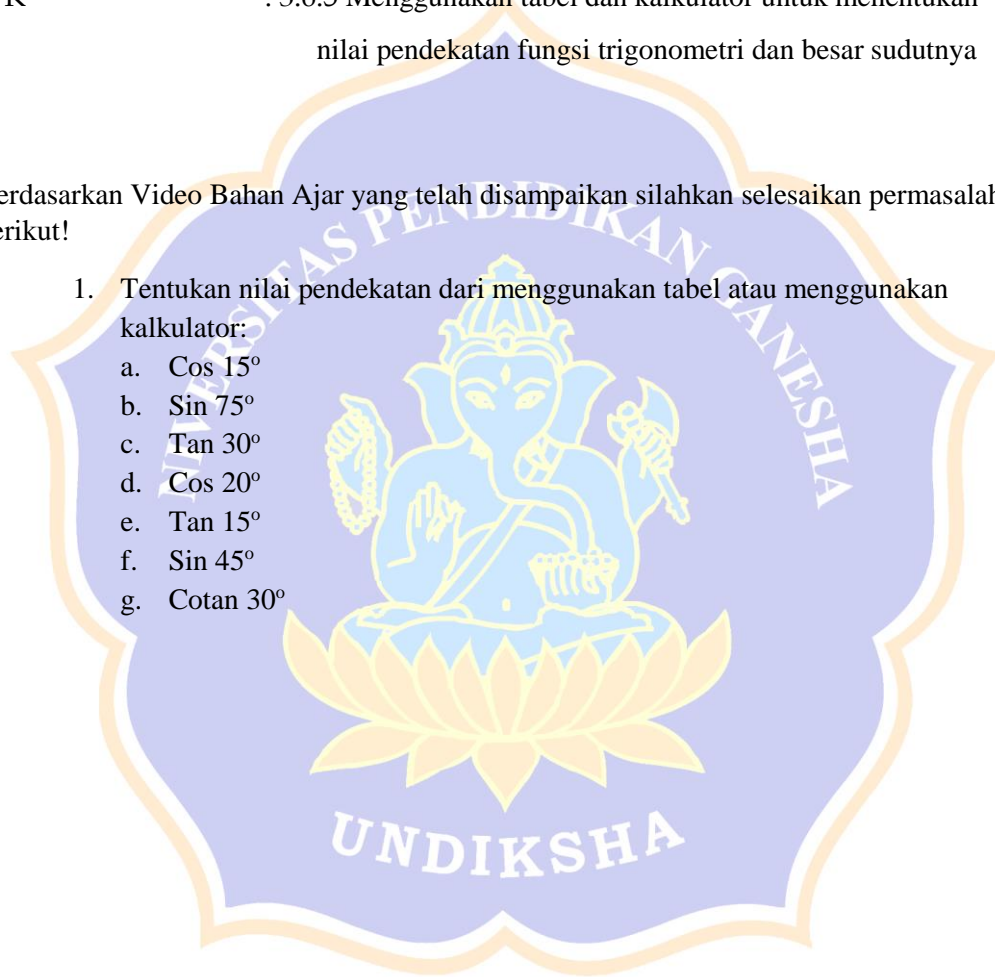 K : 3.6.3 Menggunakan tabel dan kalkulator untuk menentukan
nilai pendekatan fungsi trigonometri dan besar sudutnya
erdasarkan Video Bahan Ajar yang telah disampaikan silahkan selesaikan permasalah
erikut!
1. Tentukan nilai pendekatan dari menggunakan tabel atau menggunakan
kalkulator:
a. Cos 15º
b. Sin 75º
c. Tan 30º
d. Cos 20º
e. Tan 15º
f. Sin 45º
g. Cotan 30º
NIVERSITAS PENDIDIKAN GANESHA
UNDIKSHA